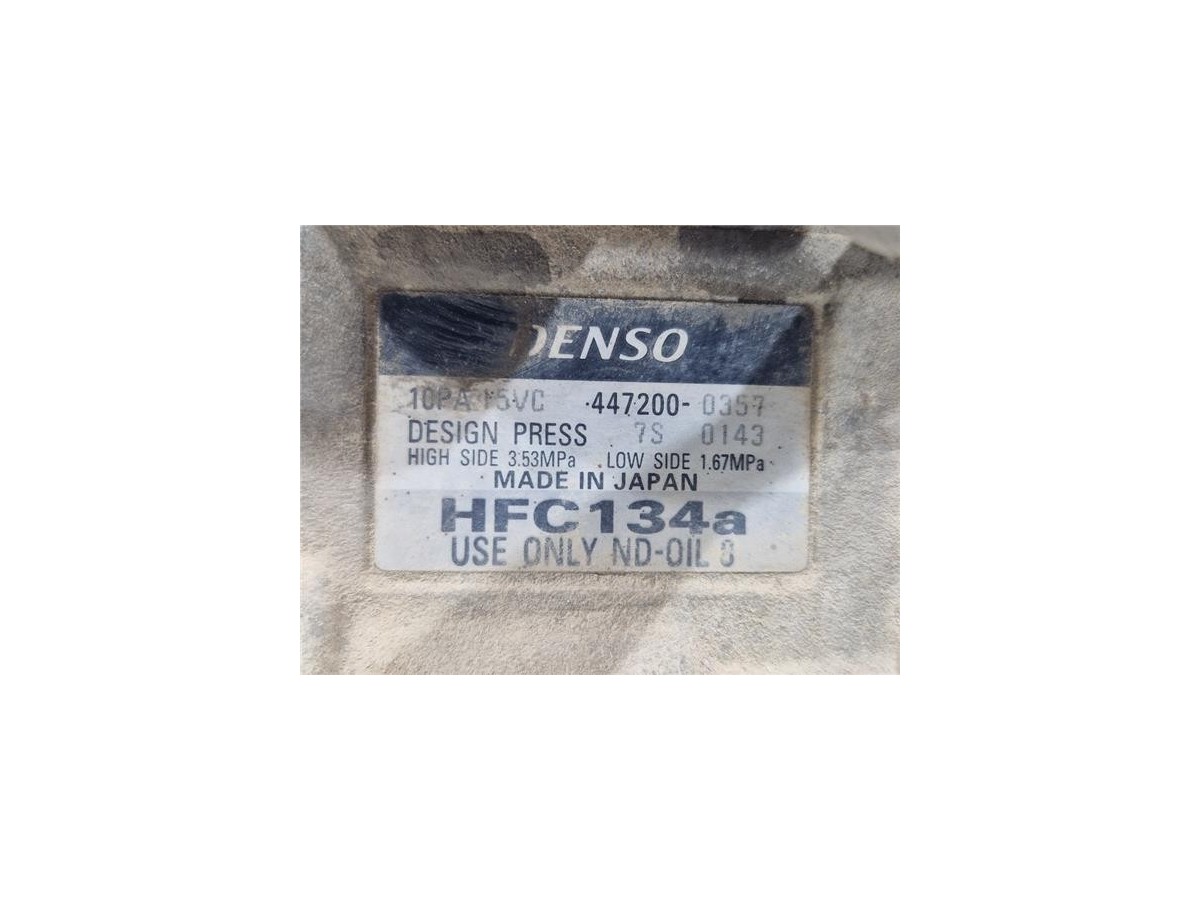 DENSO
10PA15VC 447200-0357
DESIGN PRESS 7S 0143
HIGH SIDE 3.53MPa LOW SIDE 1.67MPa
MADE IN JAPAN
HFC134a
USE ONLY ND-OIL 8